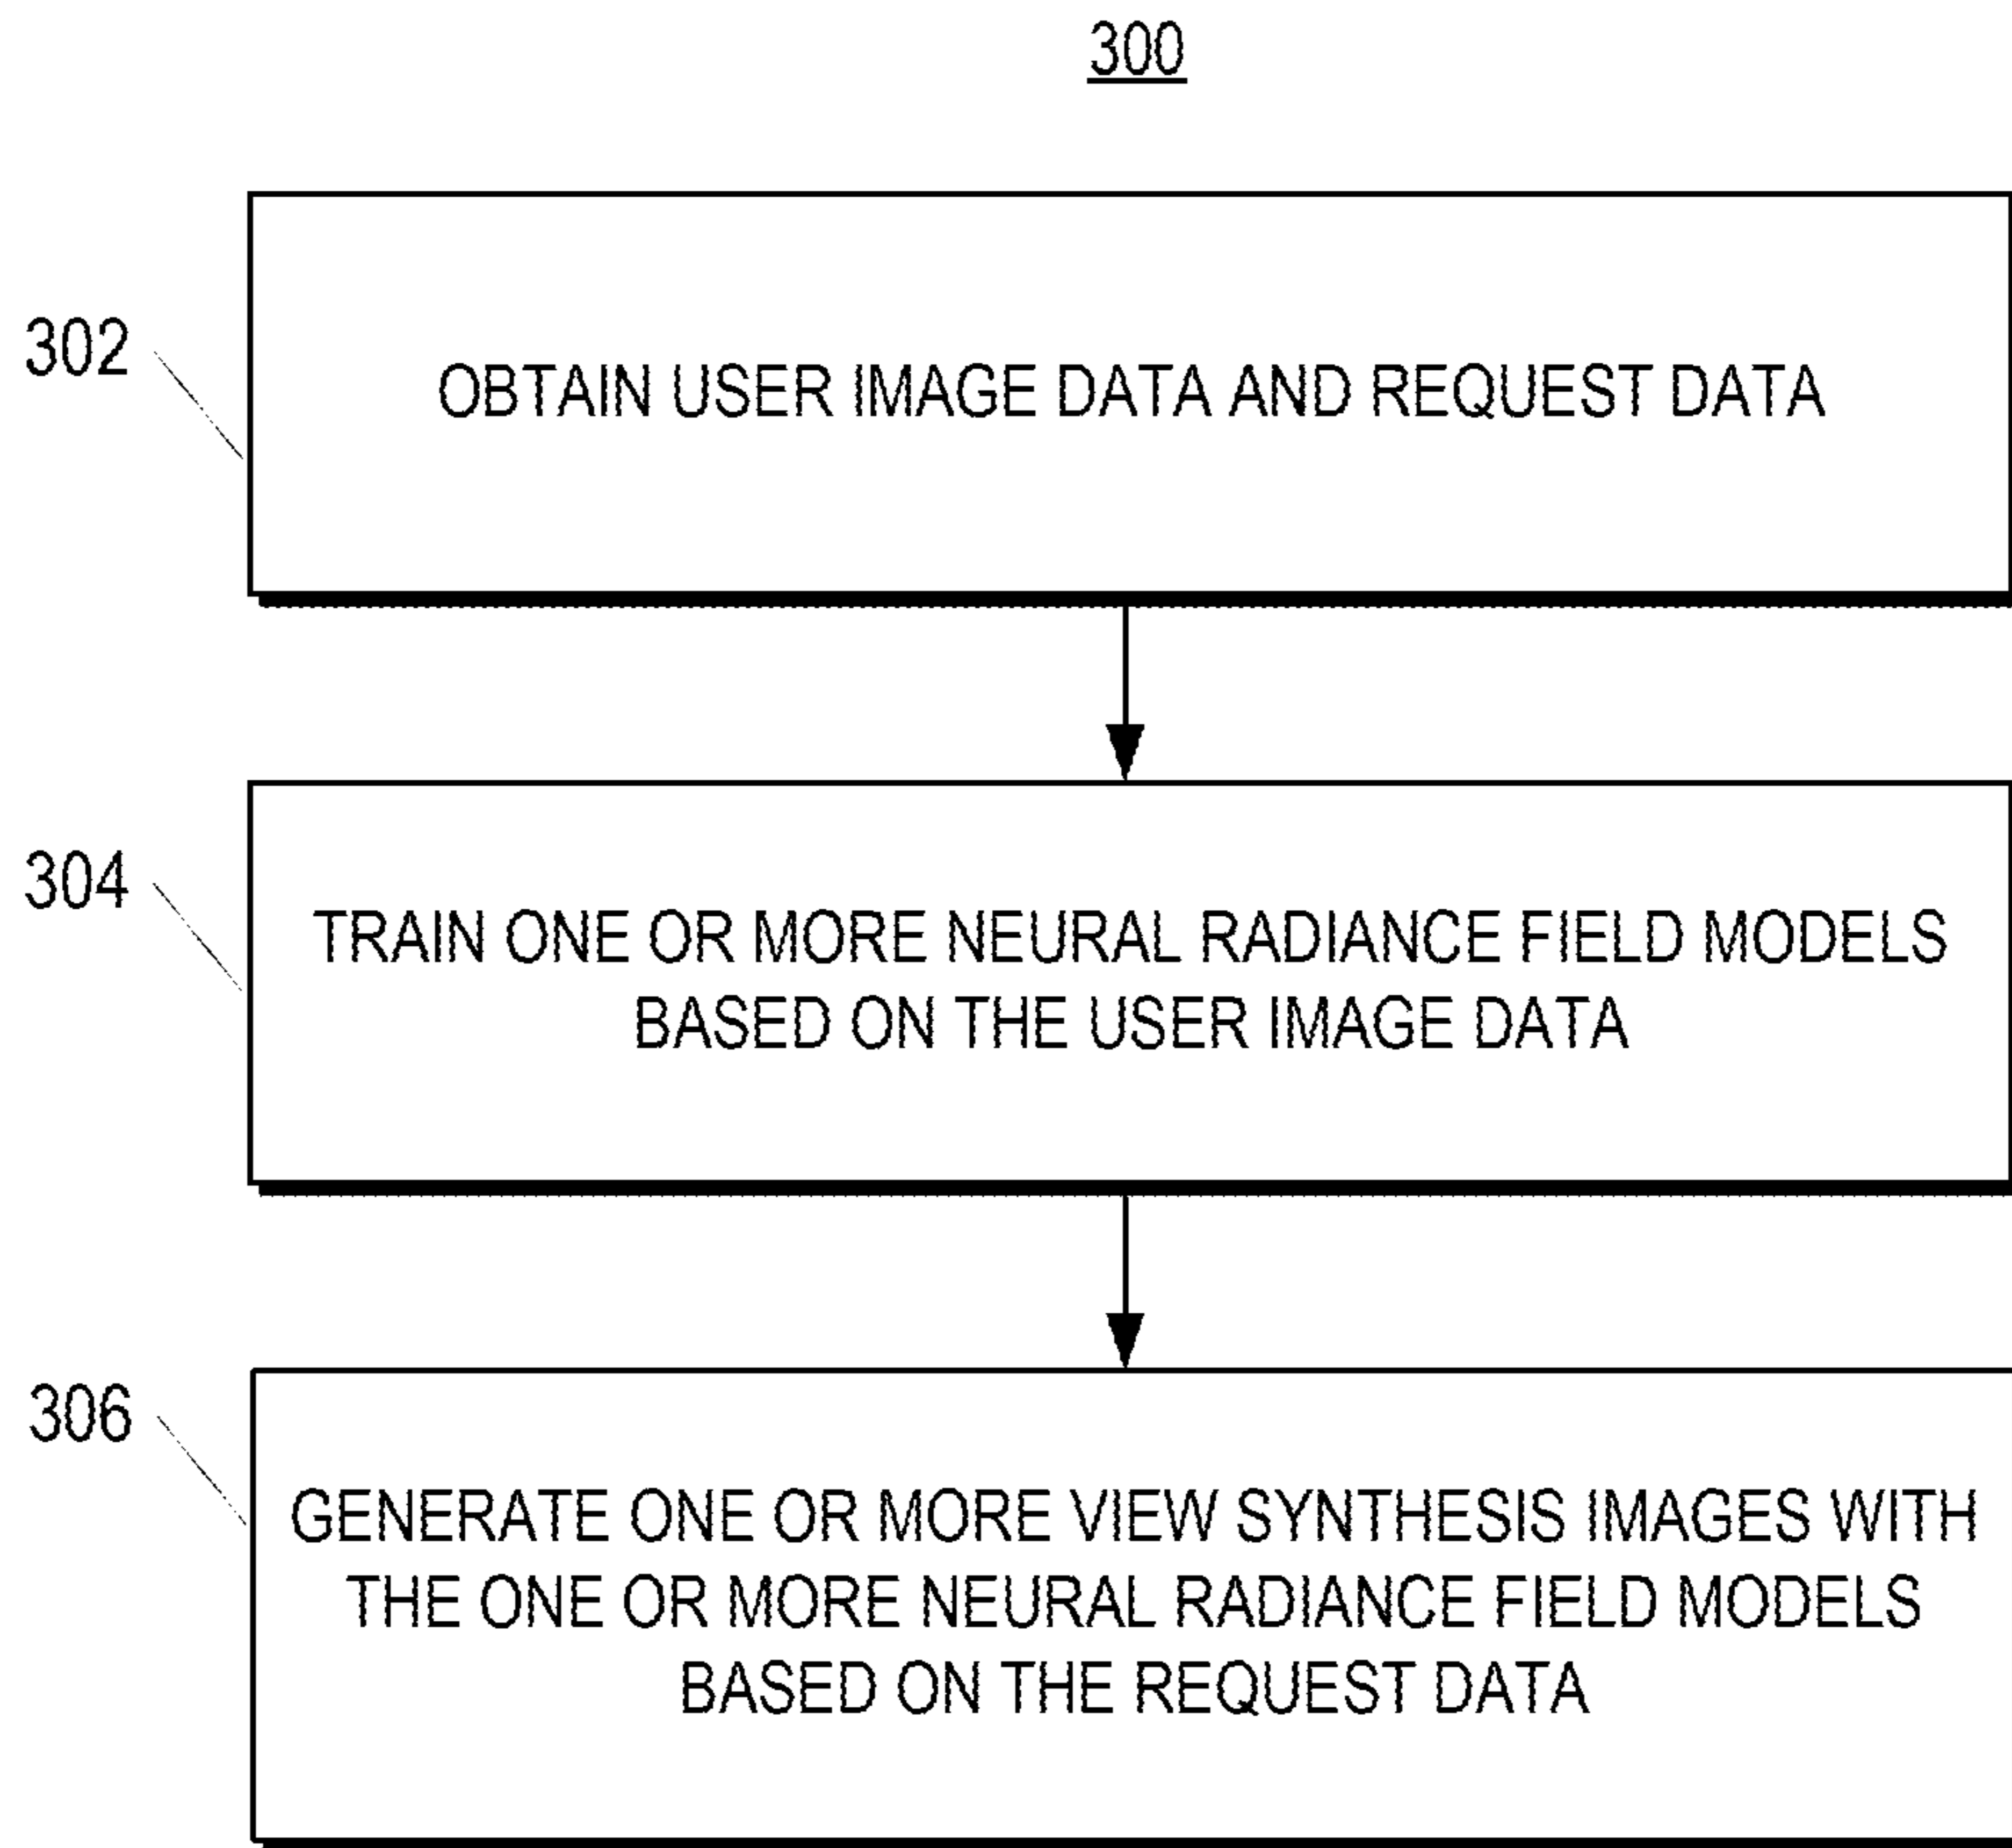 300
302
OBTAIN USER IMAGE DATA AND REQUEST DATA
304
TRAIN ONE OR MORE NEURAL RADIANCE FIELD MODELS
BASED ON THE USER IMAGE DATA
306
GENERATE ONE OR MORE VIEW SYNTHESIS IMAGES WITH
THE ONE OR MORE NEURAL RADIANCE FIELD MODELS
BASED ON THE REQUEST DATA